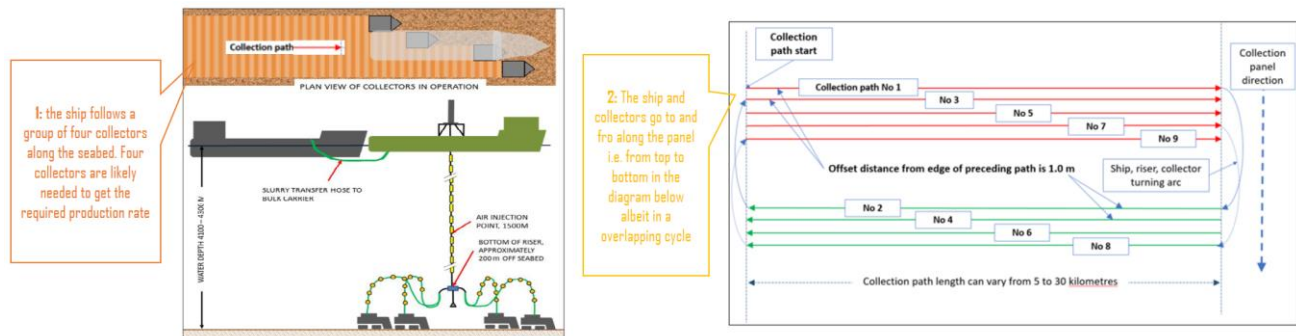 1: the ship follows a
group of four collectors
along the seabed. Four
collectors are likely
needed to get the
required production rate
Collection path
PLAN VIEW OF COLLECTORS IN OPERATION
WATER DEPTH 4100 – 4300 M
SLURRY TRANSFER HOSE TO
BULK CARRIER
AIR INJECTION
POINT, 1500M
BOTTOM OF RISER,
APPROXIMATELY
200 m OFF SEABED
2: The ship and
collectors go to and
fro along the panel
i.e. from top to
bottom in the
diagram below
albeit in a
overlapping cycle
Collection
path start
Collection
panel
direction
Collection path No 1
No 3
No 5
No 7
No 9
Offset distance from edge of preceding path is 1.0 m
Ship, riser, collector
turning arc
No 2
No 4
No 6
No 8
Collection path length can vary from 5 to 30 kilometres